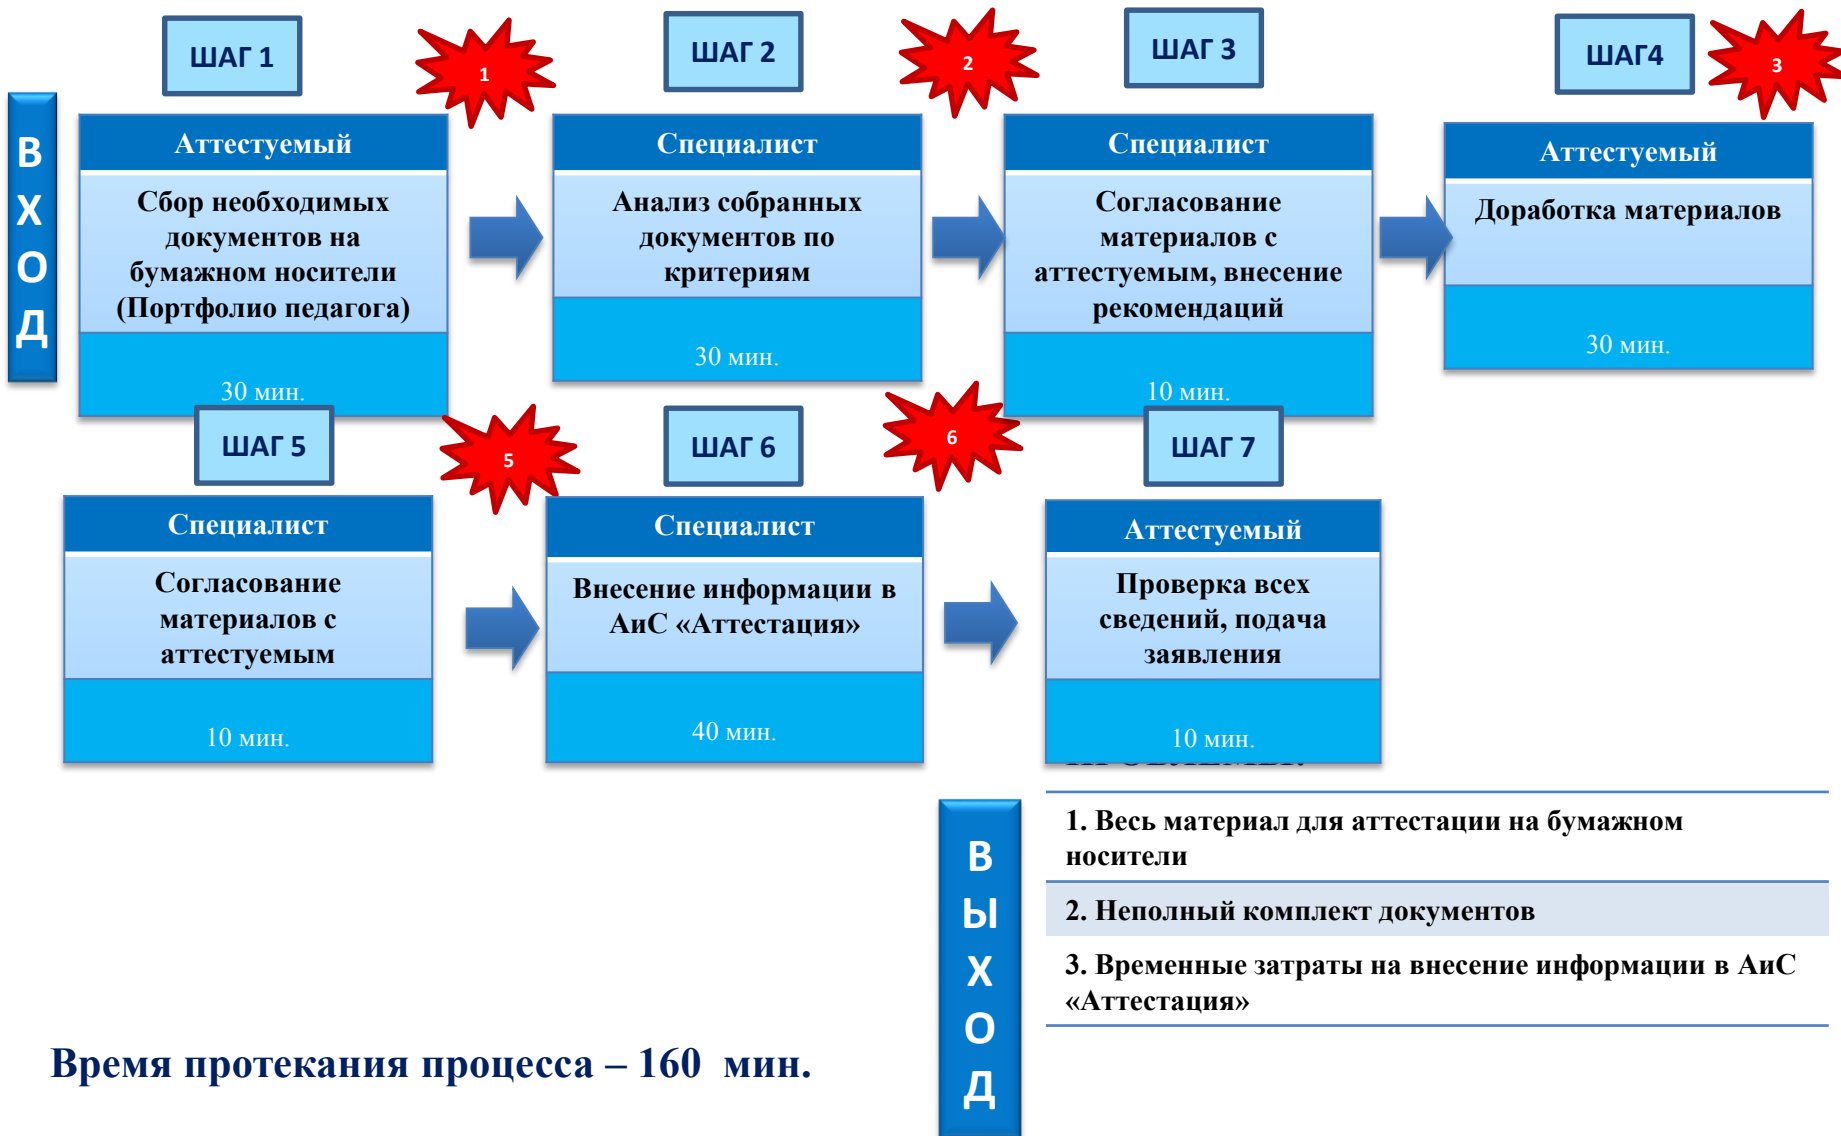 ШАГ 1
1
ШАГ 2
2
ШАГ 3
ШАГ4
3
В
Х
О
Д
Аттестуемый
Сбор необходимых
документов на
бумажном носители
(Портфолио педагога)
30 мин.
Специалист
Анализ собранных
документов по
критериям
30 мин.
Специалист
Согласование
материалов с
аттестуемым, внесение
рекомендаций
10 мин.
Аттестуемый
Доработка материалов
30 мин.
ШАГ 5
5
ШАГ 6
6
ШАГ 7
Специалист
Согласование
материалов с
аттестуемым
10 мин.
Специалист
Внесение информации в
АиС «Аттестация»
40 мин.
Аттестуемый
Проверка всех
сведений, подача
заявления
10 мин.
В
Ы
Х
О
Д
1. Весь материал для аттестации на бумажном
носители
2. Неполный комплект документов
3. Временные затраты на внесение информации в АиС
«Аттестация»
Время протекания процесса – 160 мин.